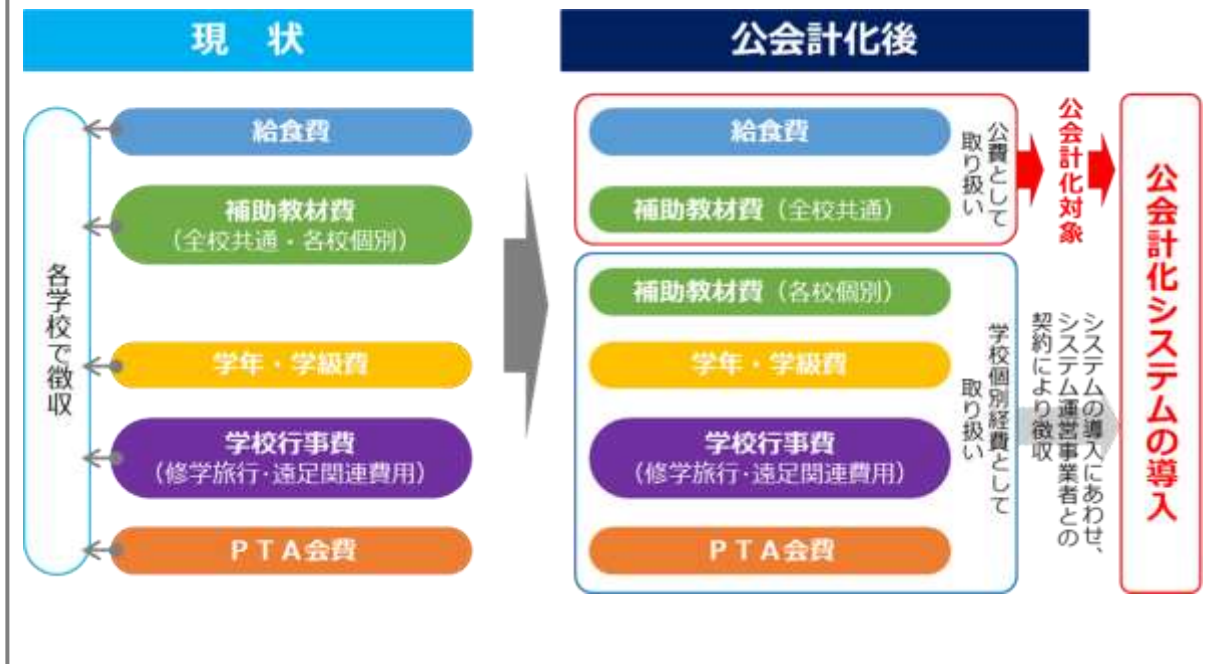 現　状
各学校で徴収
給食費
補助教材費
（全校共通・各校個別）
学年・学級費
学校行事費
（修学旅行・遠足関連費用）
ＰＴＡ会費
公会計化後
給食費
補助教材費（全校共通）
公費として
取り扱い
補助教材費（各校個別）
学年・学級費
学校行事費
（修学旅行・遠足関連費用）
ＰＴＡ会費
学校個別経費として
取り扱い
公会計化対象
システムの導入にあわせ、
システム運営事業者との
契約により徴収
公会計化システムの導入